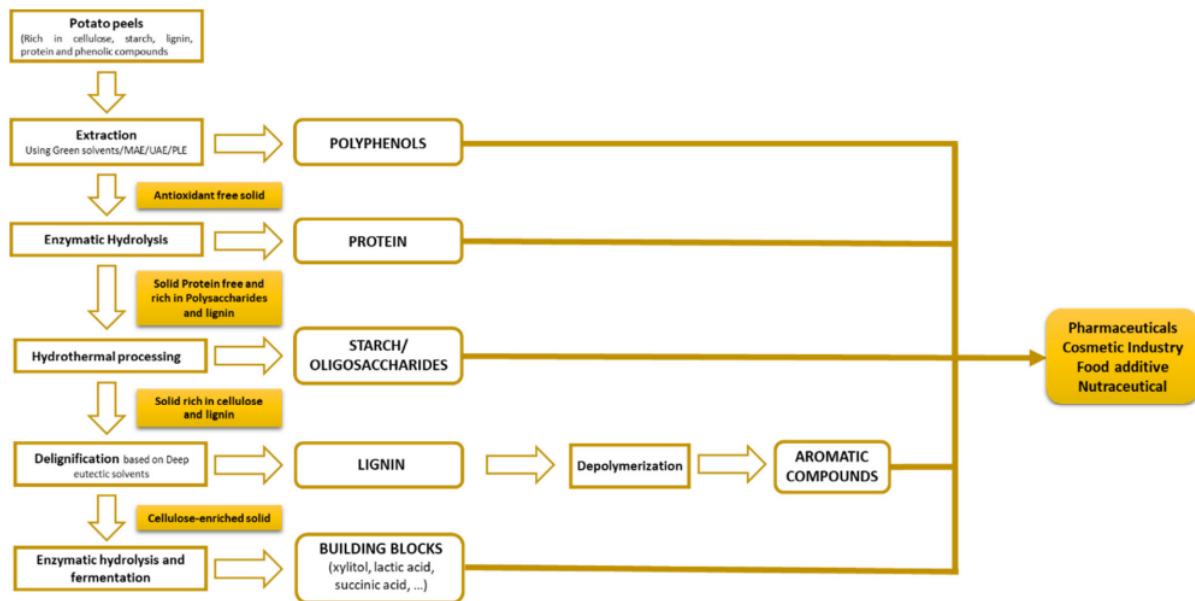 Potato peels
(Rich in cellulose, starch, lignin,
protein and phenolic compounds
Extraction
Using Green solvents/MAE/UAE/PLE
POLYPHENOLS
Antioxidant free solid
Enzymatic Hydrolysis
PROTEIN
Solid Protein free and
rich in Polysaccharides
and lignin
Hydrothermal processing
STARCH/
OLIGOSACCHARIDES
Pharmaceuticals
Cosmetic Industry
Food additive
Nutraceutical
Solid rich in cellulose
and lignin
Delignification based on Deep
eutectic solvents
LIGNIN
Depolymerization
AROMATIC
COMPOUNDS
Cellulose-enriched solid
Enzymatic hydrolysis and
fermentation
BUILDING BLOCKS
(xylitol, lactic acid,
succinic acid, ...)